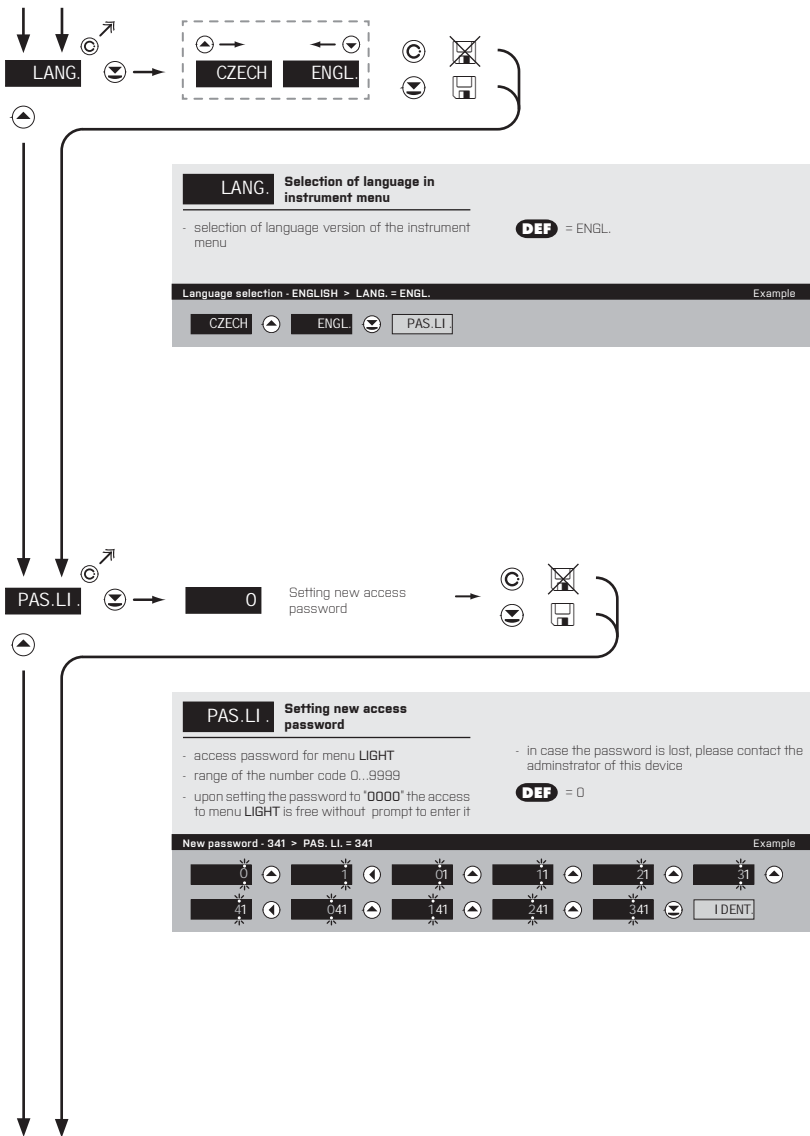 LANG.
CZECH ENGL.
LANG. Selection of language in
instrument menu
- selection of language version of the instrument
menu
DEF = ENGL.
Language selection - ENGLISH > LANG. = ENGL. Example
CZECH ENGL. PAS.LI.
PAS.LI. 0 Setting new access
password
PAS.LI. Setting new access
password
- access password for menu LIGHT
- range of the number code 0...9999
- upon setting the password to "0000" the access
to menu LIGHT is free without prompt to enter it
- in case the password is lost, please contact the
adminstrator of this device
DEF = 0
New password - 341 > PAS. LI. = 341 Example
0 1 01 11 21 31
41 041 141 241 341 IDENT.